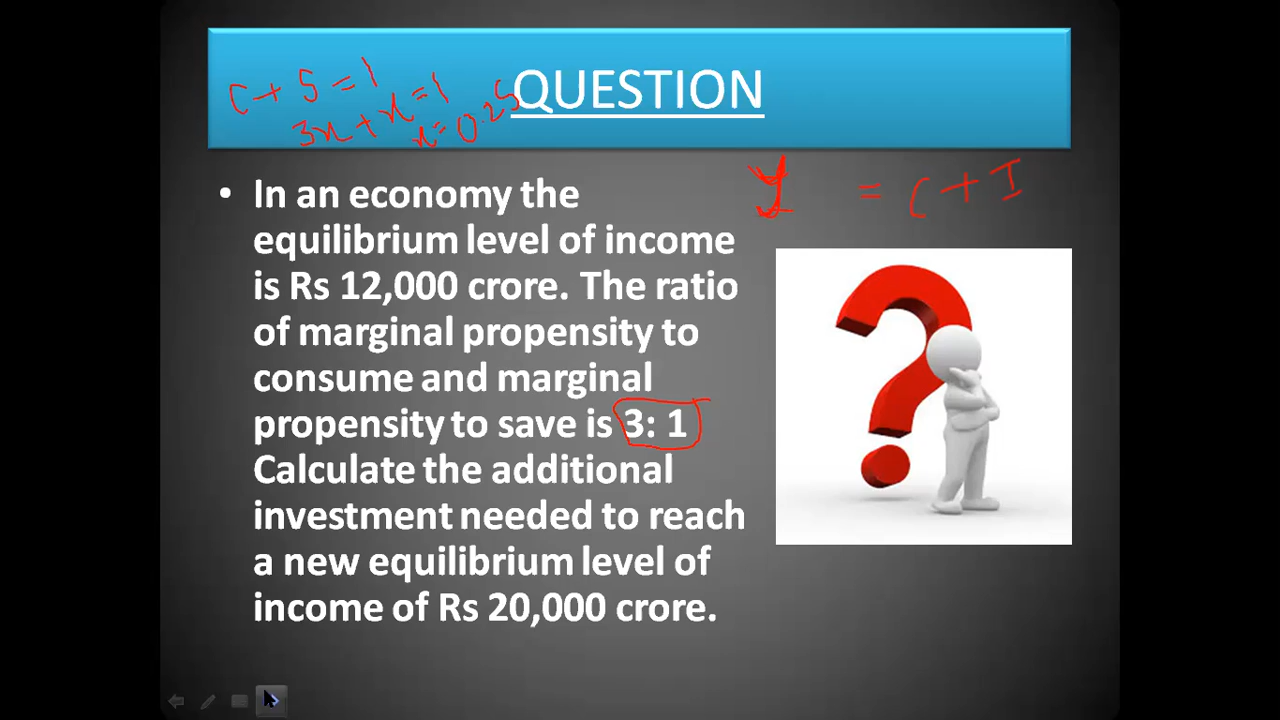 C + S = 1
3x + x = 1
x = 0.25
QUESTION
Y = C + I
• In an economy the
equilibrium level of income
is Rs 12,000 crore. The ratio
of marginal propensity to
consume and marginal
propensity to save is 3: 1
Calculate the additional
investment needed to reach
a new equilibrium level of
income of Rs 20,000 crore.